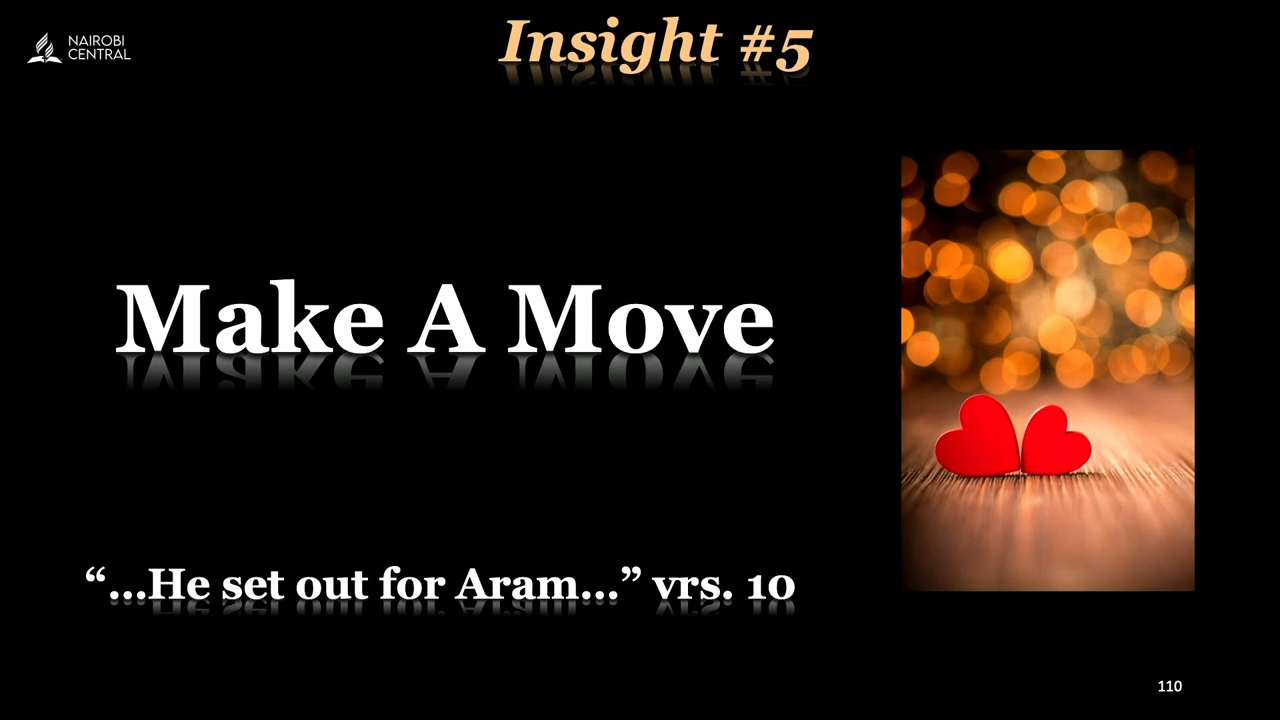 NAIROBI
CENTRAL
Insight #5
Make A Move
“...He set out for Aram...” vrs. 10
110